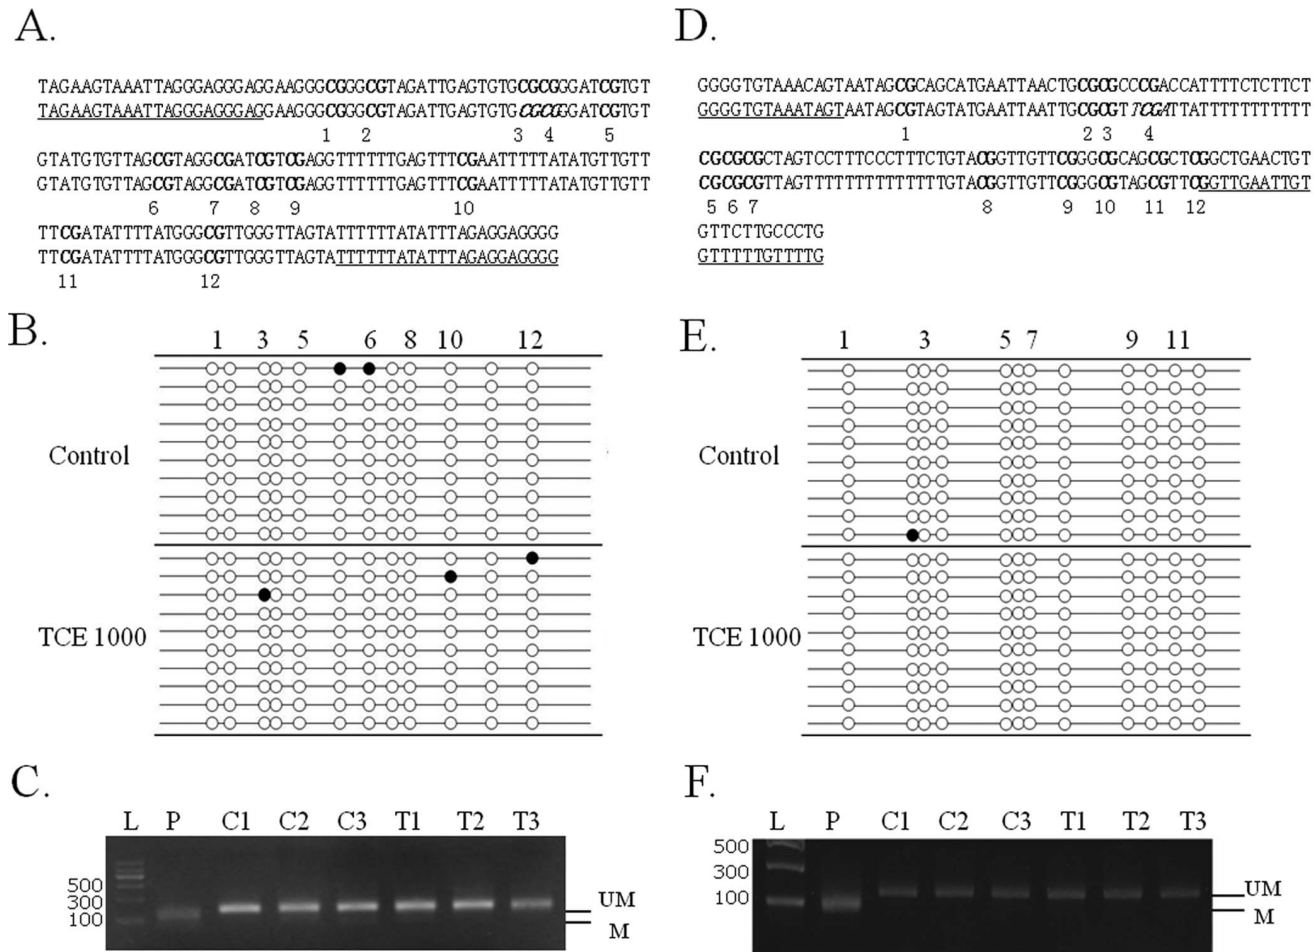 A.
TAGAAGTAAATTAGGGAGGGAGGAAGGGCGGGCGTAGATTGAGTGTGCGCGGGATCGTGT
TAGAAGTAAATTAGGGAGGGAGGAAGGGCGGGCGTAGATTGAGTGTGCGCGGGATCGTGT
1 2 3 4 5
GTATGTGTTAGCGTAGGCGATCGTCGAGGTTTTTTGAGTTTCGAATTTTTATATGTTGTT
GTATGTGTTAGCGTAGGCGATCGTCGAGGTTTTTTGAGTTTCGAATTTTTATATGTTGTT
6 7 8 9 10
TTCGATATTTTATGGGCGTTGGGTTAGTATTTTTTATATTTAGAGGAGGGG
TTCGATATTTTATGGGCGTTGGGTTAGTATTTTTTATATTTAGAGGAGGGG
11 12
B.
1 3 5 6 8 10 12
Control
TCE 1000
C.
L P C1 C2 C3 T1 T2 T3
500
300
100
UM
M
D.
GGGGTGTAAACAGTAATAGCGCAGCATGAATTAACTGCGCGCCCGACCATTTTCTCTTCT
GGGGTGTAAATAGTAATAGCGTAGTATGAATTAATTGCGCGTTCGATTATTTTTTTTTTT
1 2 3 4
CGCGCGCTAGTCCTTTCCCTTTCTGTACGGTTGTTCGGGCGCAGCGCTCGGCTGAACTGT
CGCGCGTTAGTTTTTTTTTTTTTTGTACGGTTGTTCGGGCGTAGCGTTCGGTTGAATTGT
5 6 7 8 9 10 11 12
GTTCTTGCCCTG
GTTTTTGTTTTG
E.
1 3 5 7 9 11
Control
TCE 1000
F.
L P C1 C2 C3 T1 T2 T3
500
300
100
UM
M